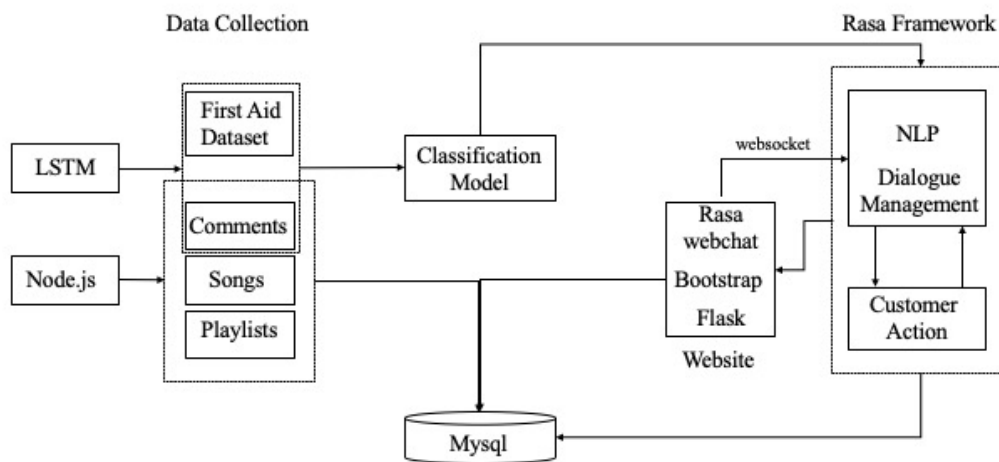 Data Collection
Rasa Framework
First Aid
Dataset
LSTM
Classification
Model
websocket
NLP
Dialogue
Management
Comments
Rasa
webchat
Node.js
Songs
Bootstrap
Playlists
Flask
Customer
Action
Website
Mysql